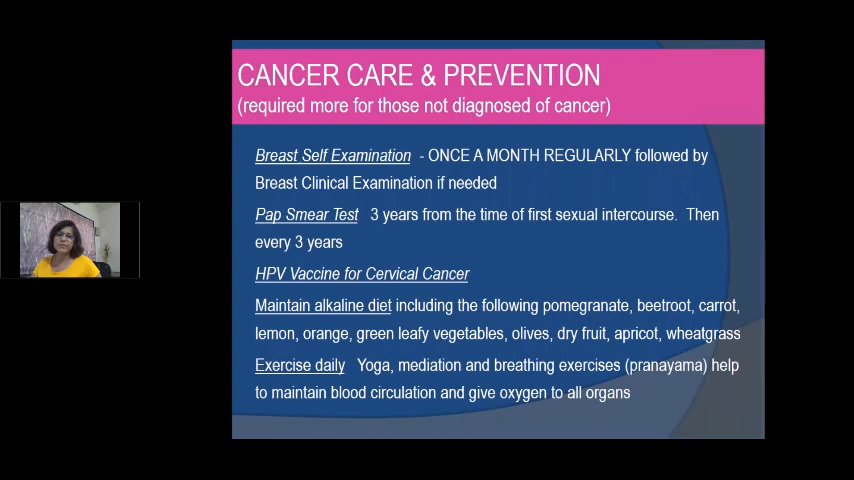 CANCER CARE & PREVENTION
(required more for those not diagnosed of cancer)
Breast Self Examination - ONCE A MONTH REGULARLY followed by
Breast Clinical Examination if needed
Pap Smear Test 3 years from the time of first sexual intercourse. Then
every 3 years
HPV Vaccine for Cervical Cancer
Maintain alkaline diet including the following pomegranate, beetroot, carrot,
lemon, orange, green leafy vegetables, olives, dry fruit, apricot, wheatgrass
Exercise daily Yoga, mediation and breathing exercises (pranayama) help
to maintain blood circulation and give oxygen to all organs